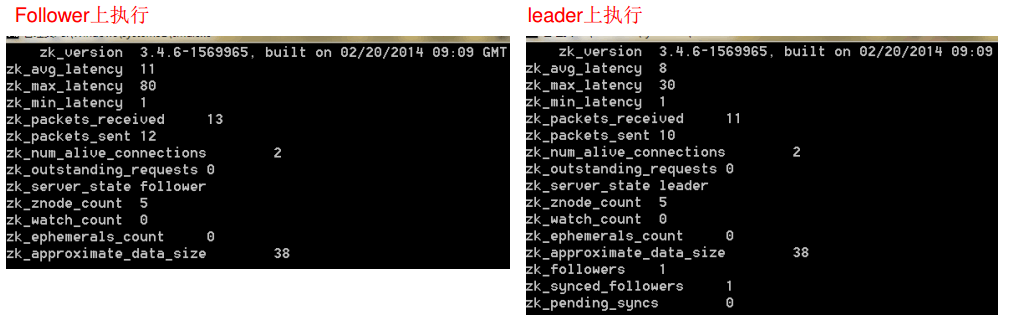 Follower上执行
zk_version 3.4.6-1569965, built on 02/20/2014 09:09 GMT
zk_avg_latency 11
zk_max_latency 80
zk_min_latency 1
zk_packets_received 13
zk_packets_sent 12
zk_num_alive_connections 2
zk_outstanding_requests 0
zk_server_state follower
zk_znode_count 5
zk_watch_count 0
zk_ephemerals_count 0
zk_approximate_data_size 38
leader上执行
zk_version 3.4.6-1569965, built on 02/20/2014 09:09
zk_avg_latency 8
zk_max_latency 30
zk_min_latency 1
zk_packets_received 11
zk_packets_sent 10
zk_num_alive_connections 2
zk_outstanding_requests 0
zk_server_state leader
zk_znode_count 5
zk_watch_count 0
zk_ephemerals_count 0
zk_approximate_data_size 38
zk_followers 1
zk_synced_followers 1
zk_pending_syncs 0